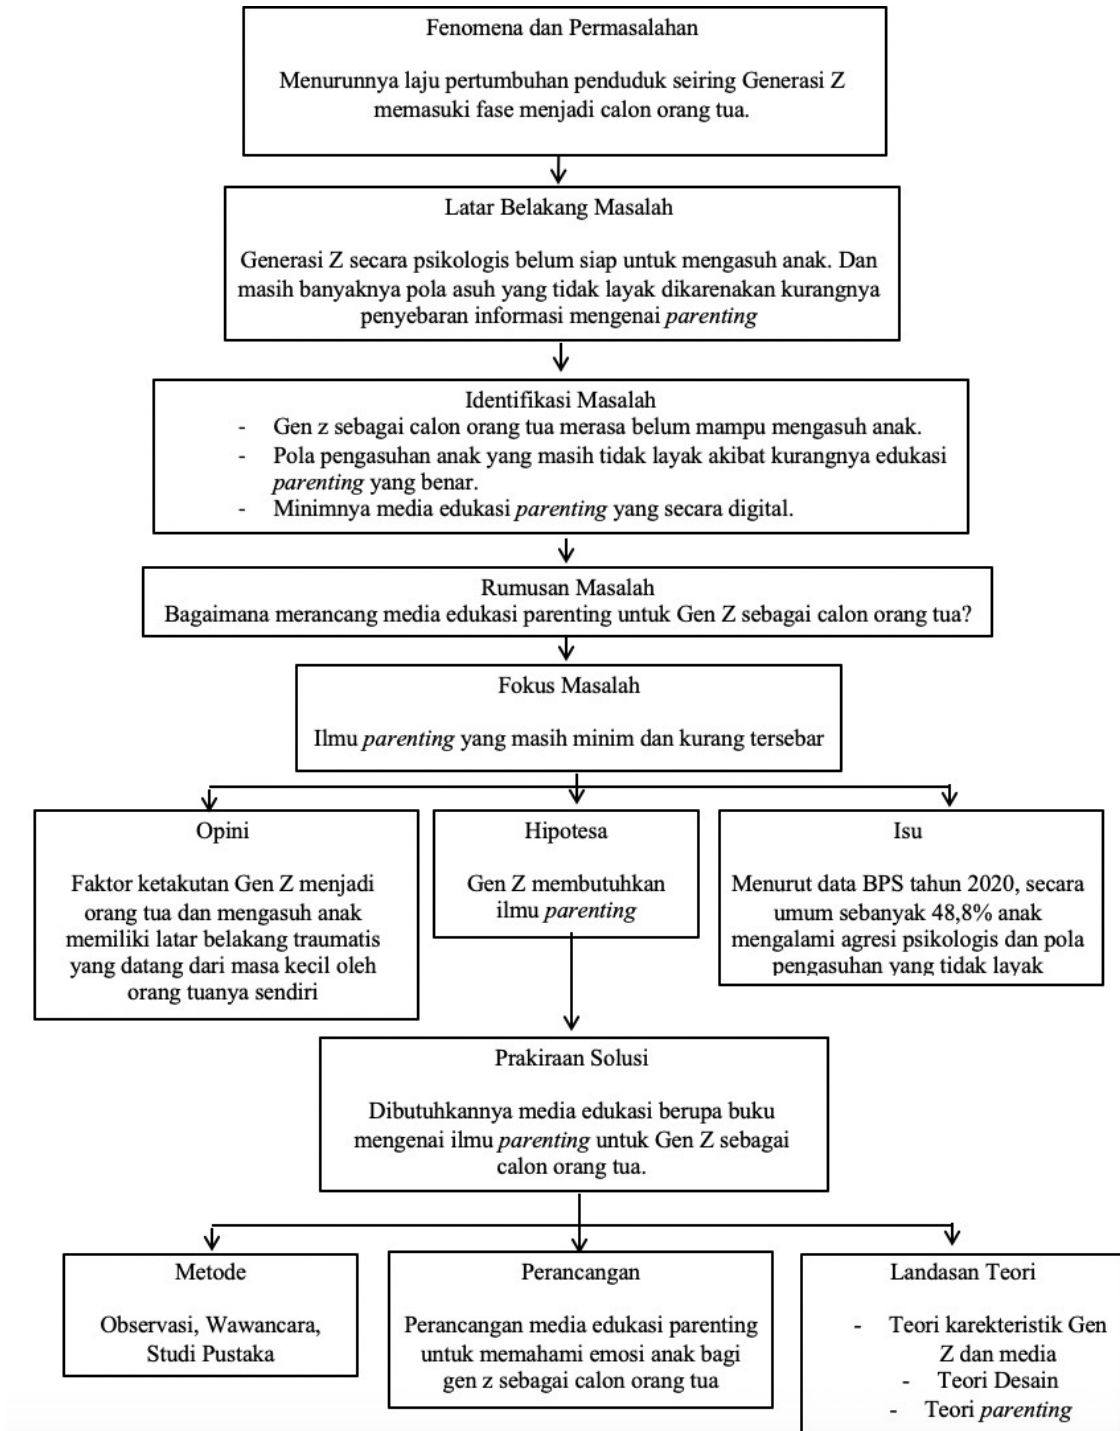 Fenomena dan Permasalahan
Menurunnya laju pertumbuhan penduduk seiring Generasi Z
memasuki fase menjadi calon orang tua.
Latar Belakang Masalah
Generasi Z secara psikologis belum siap untuk mengasuh anak. Dan
masih banyaknya pola asuh yang tidak layak dikarenakan kurangnya
penyebaran informasi mengenai parenting
Identifikasi Masalah
- Gen z sebagai calon orang tua merasa belum mampu mengasuh anak.
- Pola pengasuhan anak yang masih tidak layak akibat kurangnya edukasi
parenting yang benar.
- Minimnya media edukasi parenting yang secara digital.
Rumusan Masalah
Bagaimana merancang media edukasi parenting untuk Gen Z sebagai calon orang tua?
Fokus Masalah
Ilmu parenting yang masih minim dan kurang tersebar
Opini
Faktor ketakutan Gen Z menjadi
orang tua dan mengasuh anak
memiliki latar belakang traumatis
yang datang dari masa kecil oleh
orang tuanya sendiri
Hipotesa
Gen Z membutuhkan
ilmu parenting
Isu
Menurut data BPS tahun 2020, secara
umum sebanyak 48,8% anak
mengalami agresi psikologis dan pola
pengasuhan yang tidak layak
Prakiraan Solusi
Dibutuhkannya media edukasi berupa buku
mengenai ilmu parenting untuk Gen Z sebagai
calon orang tua.
Metode
Observasi, Wawancara,
Studi Pustaka
Perancangan
Perancangan media edukasi parenting
untuk memahami emosi anak bagi
gen z sebagai calon orang tua
Landasan Teori
- Teori karekteristik Gen
Z dan media
- Teori Desain
- Teori parenting